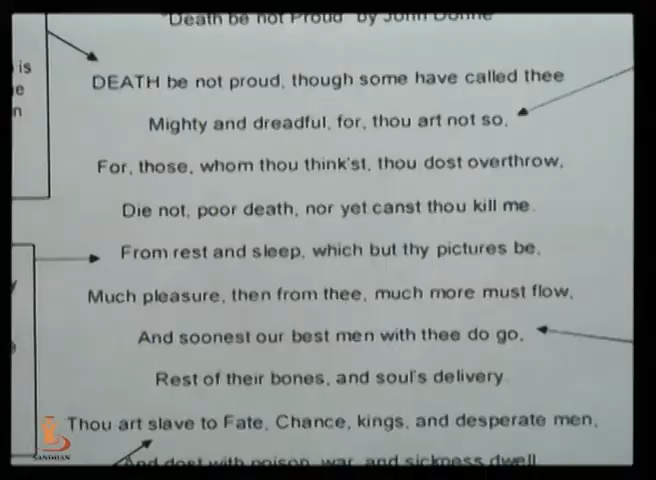 "Death be not Proud" by John Donne
is
e
n
DEATH be not proud, though some have called thee
Mighty and dreadful, for, thou art not so,
For, those, whom thou think'st, thou dost overthrow,
Die not, poor death, nor yet canst thou kill me.
From rest and sleep, which but thy pictures be,
Much pleasure, then from thee, much more must flow,
And soonest our best men with thee do go,
Rest of their bones, and soul's delivery
Thou art slave to Fate, Chance, kings, and desperate men,
And dost with poison, war, and sickness dwell
SANDHAN